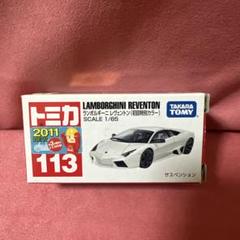 トミカ
2011
113
LAMBORGHINI REVENTON
ランボルギーニ レヴェントン(初回特別カラー)
SCALE 1/65
TAKARA
TOMY
サスペンション